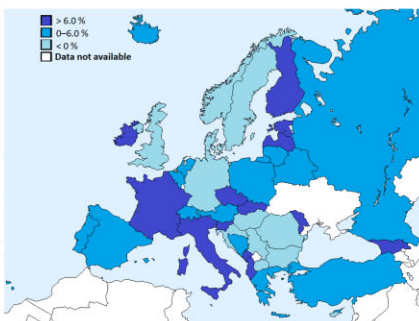 > 6.0 %
0–6.0 %
< 0 %
Data not available